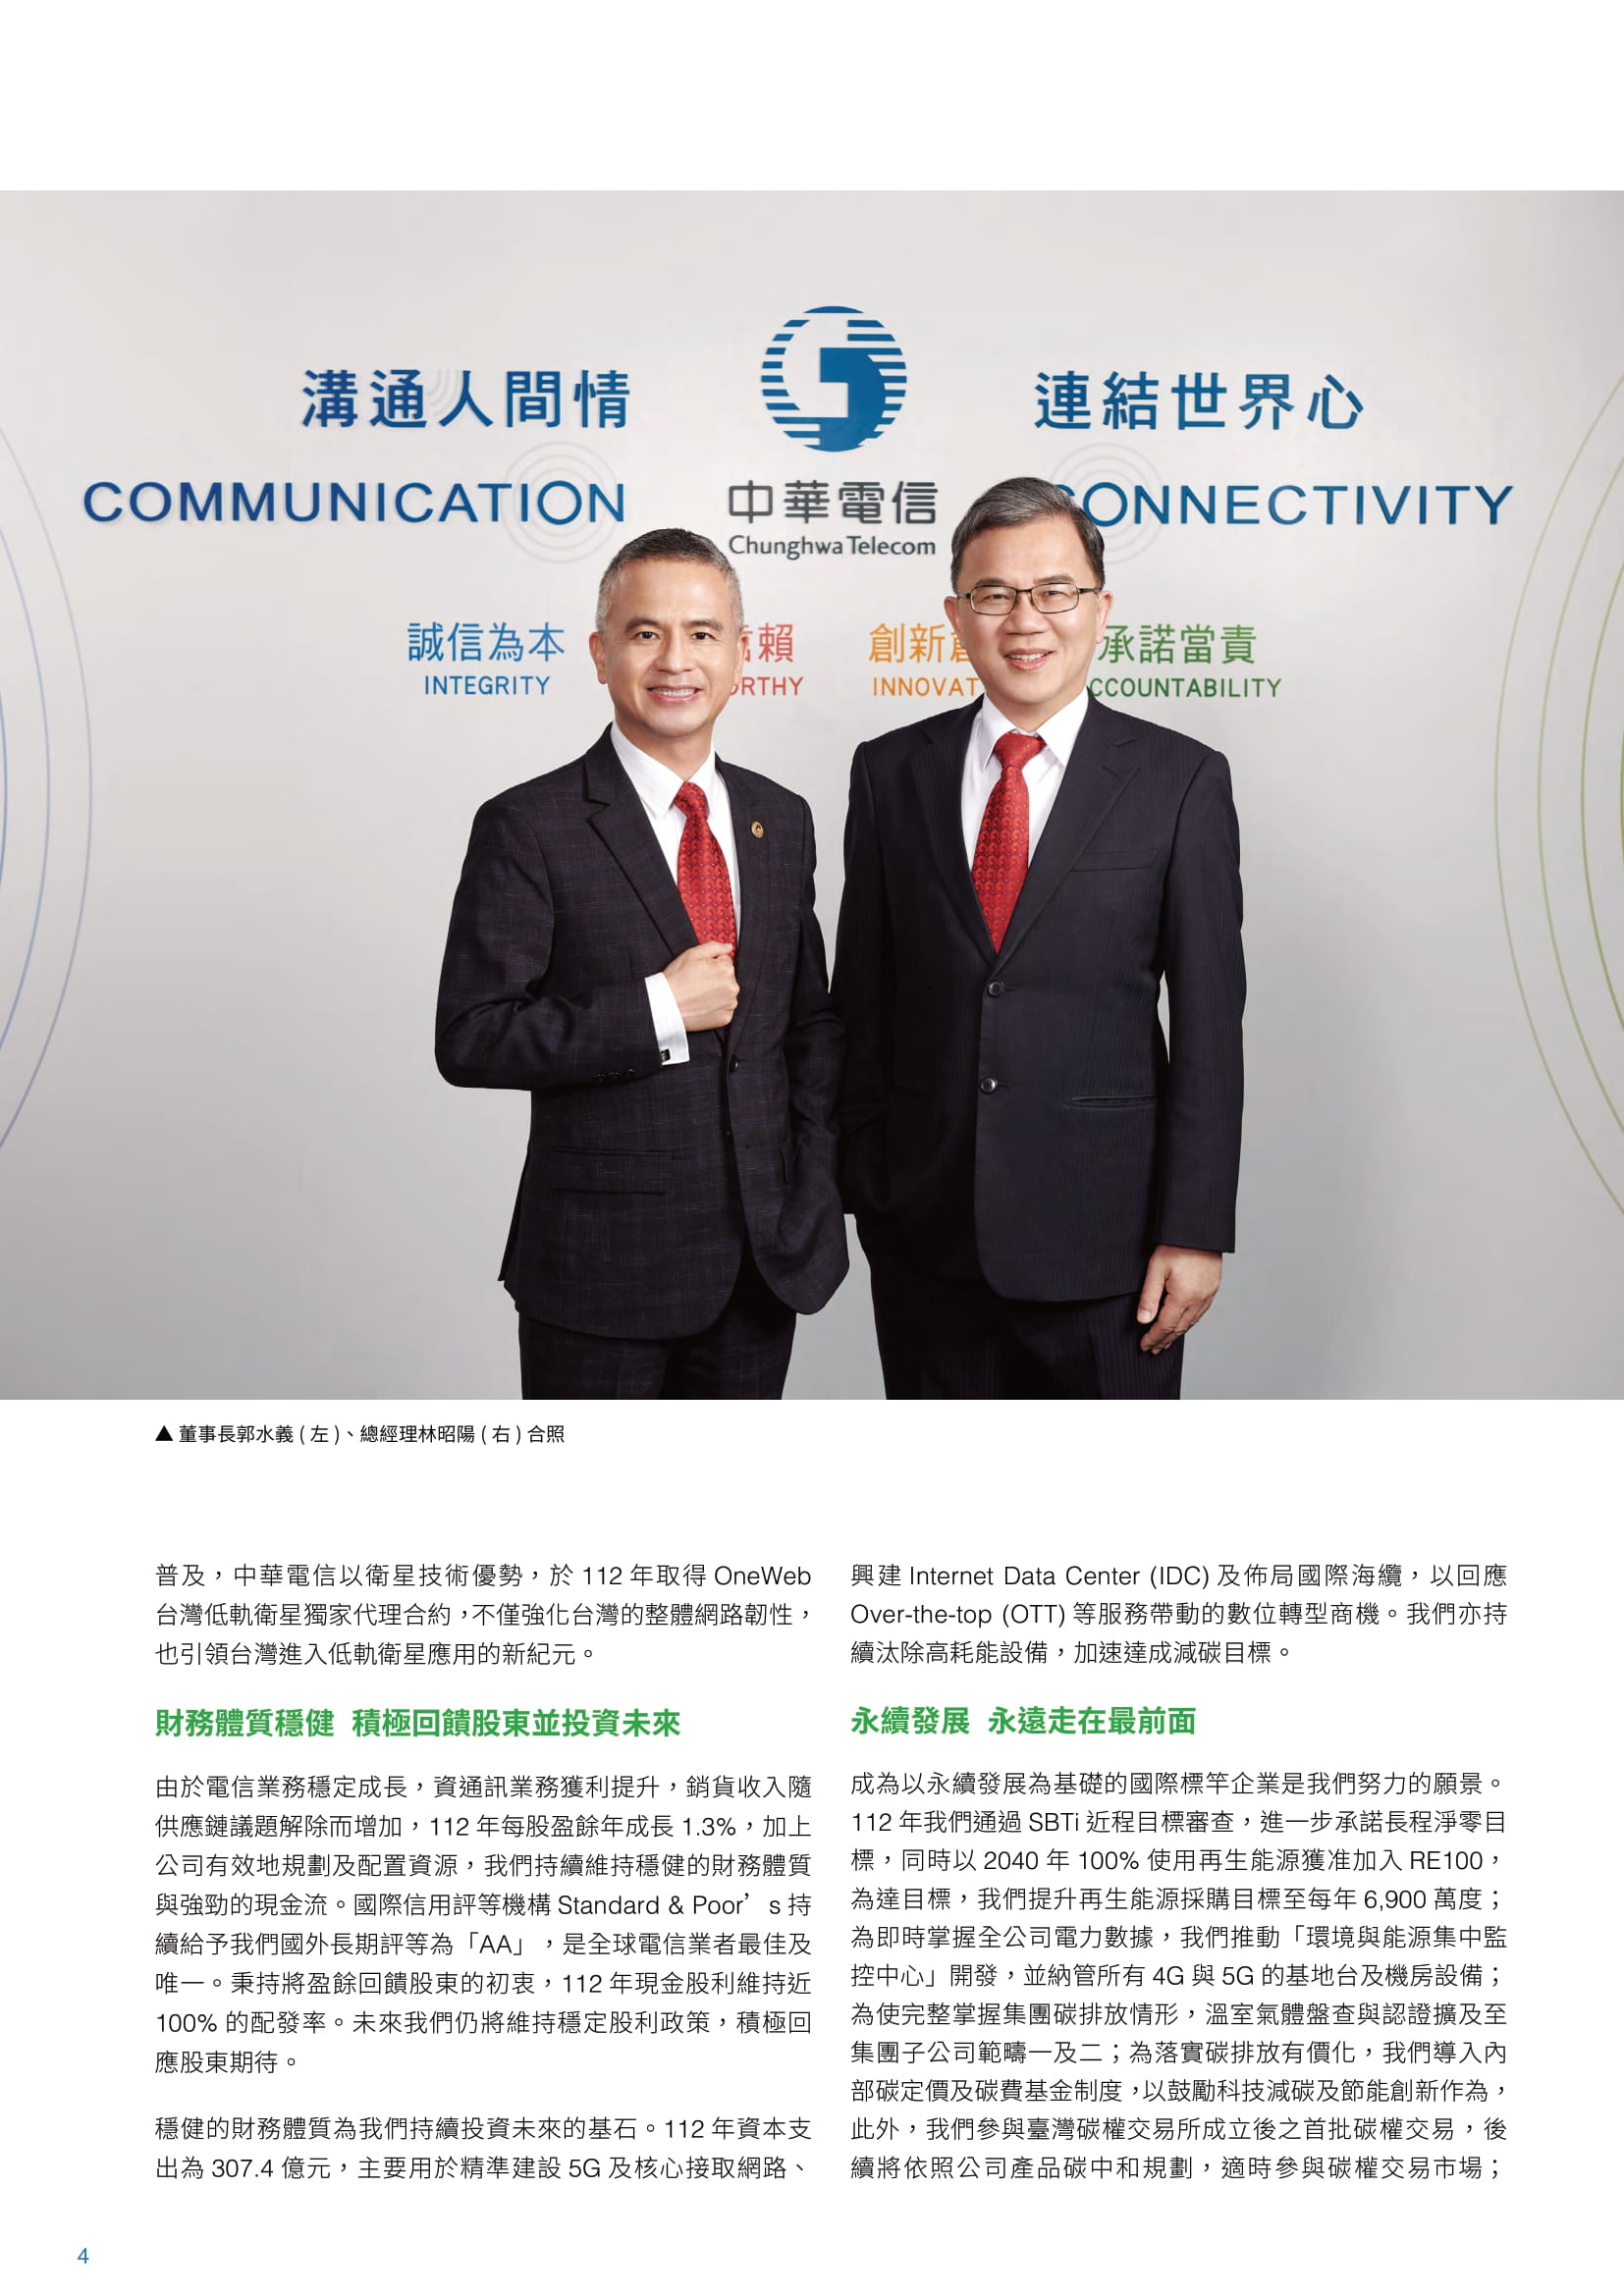 溝通人間情
連結世界心
COMMUNICATION
中華電信
Chunghwa Telecom
CONNECTIVITY
誠信為本
賴
創新
承諾當責
INTEGRITY
ORTHY
INNOVAT
CCOUNTABILITY
▲ 董事長郭水義 ( 左 )、總經理林昭陽 ( 右 ) 合照
普及，中華電信以衛星技術優勢，於 112 年取得 OneWeb
台灣低軌衛星獨家代理合約，不僅強化台灣的整體網路韌性，
也引領台灣進入低軌衛星應用的新紀元。
財務體質穩健 積極回饋股東並投資未來
由於電信業務穩定成長，資通訊業務獲利提升，銷貨收入隨
供應鏈議題解除而增加，112 年每股盈餘年成長 1.3%，加上
公司有效地規劃及配置資源，我們持續維持穩健的財務體質
與強勁的現金流。國際信用評等機構 Standard & Poor’s 持
續給予我們國外長期評等為「AA」，是全球電信業者最佳及
唯一。秉持將盈餘回饋股東的初衷，112 年現金股利維持近
100% 的配發率。未來我們仍將維持穩定股利政策，積極回
應股東期待。
穩健的財務體質為我們持續投資未來的基石。112 年資本支
出為 307.4 億元，主要用於精準建設 5G 及核心接取網路、
興建 Internet Data Center (IDC) 及佈局國際海纜，以回應
Over-the-top (OTT) 等服務帶動的數位轉型商機。我們亦持
續汰除高耗能設備，加速達成減碳目標。
永續發展 永遠走在最前面
成為以永續發展為基礎的國際標竿企業是我們努力的願景。
112 年我們通過 SBTi 近程目標審查，進一步承諾長程淨零目
標，同時以 2040 年 100% 使用再生能源獲准加入 RE100，
為達目標，我們提升再生能源採購目標至每年 6,900 萬度；
為即時掌握全公司電力數據，我們推動「環境與能源集中監
控中心」開發，並納管所有 4G 與 5G 的基地台及機房設備；
為使完整掌握集團碳排放情形，溫室氣體盤查與認證擴及至
集團子公司範疇一及二；為落實碳排放有價化，我們導入內
部碳定價及碳費基金制度，以鼓勵科技減碳及節能創新作為，
此外，我們參與臺灣碳權交易所成立後之首批碳權交易，後
續將依照公司產品碳中和規劃，適時參與碳權交易市場；
4